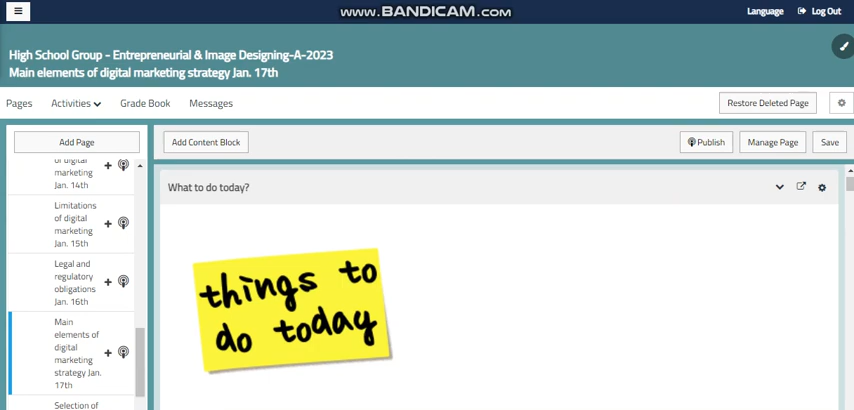 www.BANDICAM.com
Language Log Out
High School Group - Entrepreneurial & Image Designing-A-2023
Main elements of digital marketing strategy Jan. 17th
Pages Activities Grade Book Messages
Restore Deleted Page
Add Page
of digital
marketing
Jan. 14th
Limitations
of digital
marketing
Jan. 15th
Legal and
regulatory
obligations
Jan. 16th
Main
elements of
digital
marketing
strategy Jan.
17th
Selection of
Add Content Block
Publish Manage Page Save
What to do today?
things to
do today